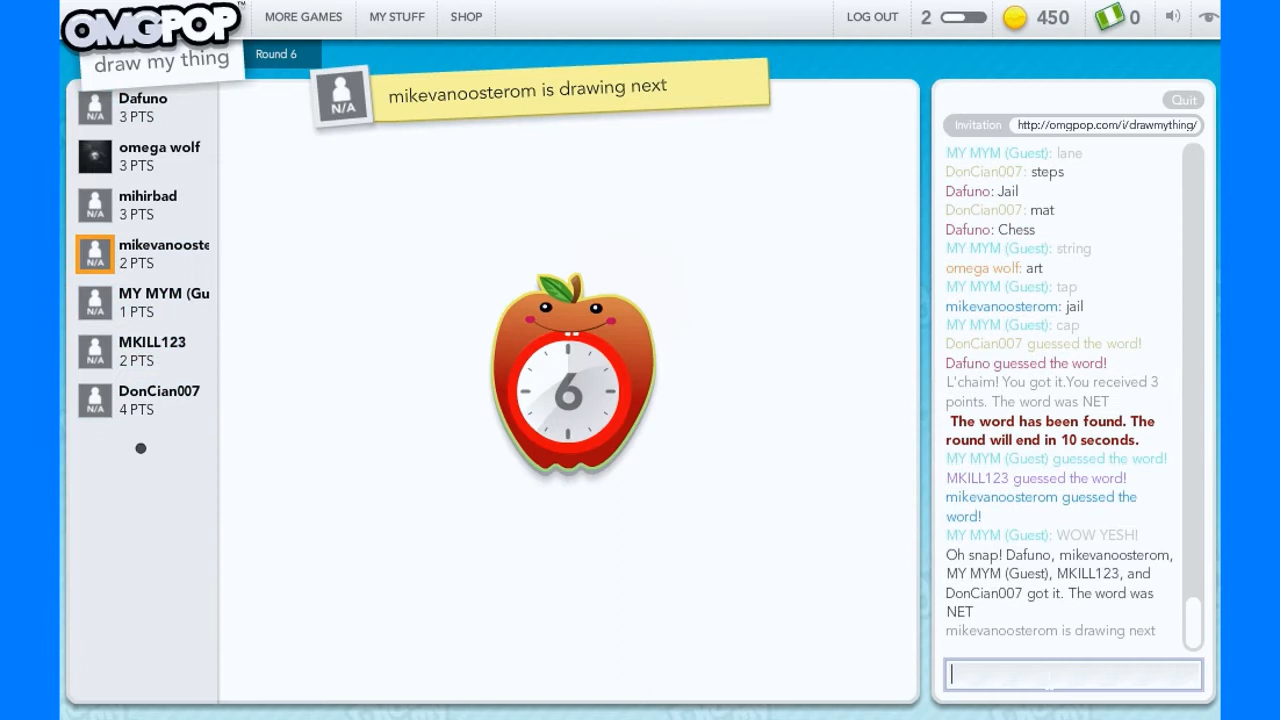 OMGPOP™
MORE GAMES
MY STUFF
SHOP
LOG OUT
2
450
0
draw my thing
Round 6
N/A
mikevanoosterom is drawing next
N/A
Dafuno
3 PTS
omega wolf
3 PTS
N/A
mihirbad
3 PTS
N/A
mikevanooste
2 PTS
N/A
MY MYM (Gu
1 PTS
N/A
MKILL123
2 PTS
N/A
DonCian007
4 PTS
6
Quit
Invitation http://omgpop.com/i/drawmything/
MY MYM (Guest): lane
DonCian007: steps
Dafuno: Jail
DonCian007: mat
Dafuno: Chess
MY MYM (Guest): string
omega wolf: art
MY MYM (Guest): tap
mikevanoosterom: jail
MY MYM (Guest): cap
DonCian007 guessed the word!
Dafuno guessed the word!
L'chaim! You got it.You received 3
points. The word was NET
The word has been found. The
round will end in 10 seconds.
MY MYM (Guest) guessed the word!
MKILL123 guessed the word!
mikevanoosterom guessed the
word!
MY MYM (Guest): WOW YESH!
Oh snap! Dafuno, mikevanoosterom,
MY MYM (Guest), MKILL123, and
DonCian007 got it. The word was
NET
mikevanoosterom is drawing next